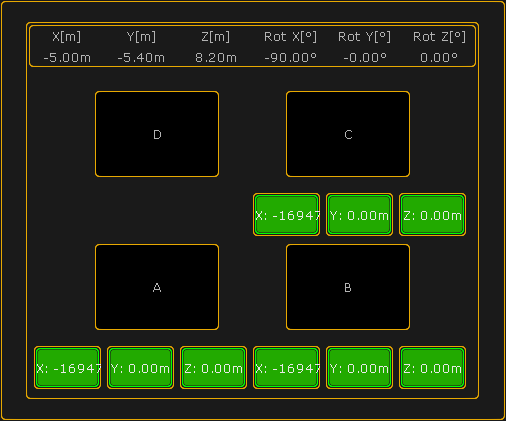 X[m] Y[m] Z[m] Rot X[°] Rot Y[°] Rot Z[°]
-5.00m -5.40m 8.20m -90.00° -0.00° 0.00°
D C
X: -16947 Y: 0.00m Z: 0.00m
A B
X: -16947 Y: 0.00m Z: 0.00m X: -16947 Y: 0.00m Z: 0.00m